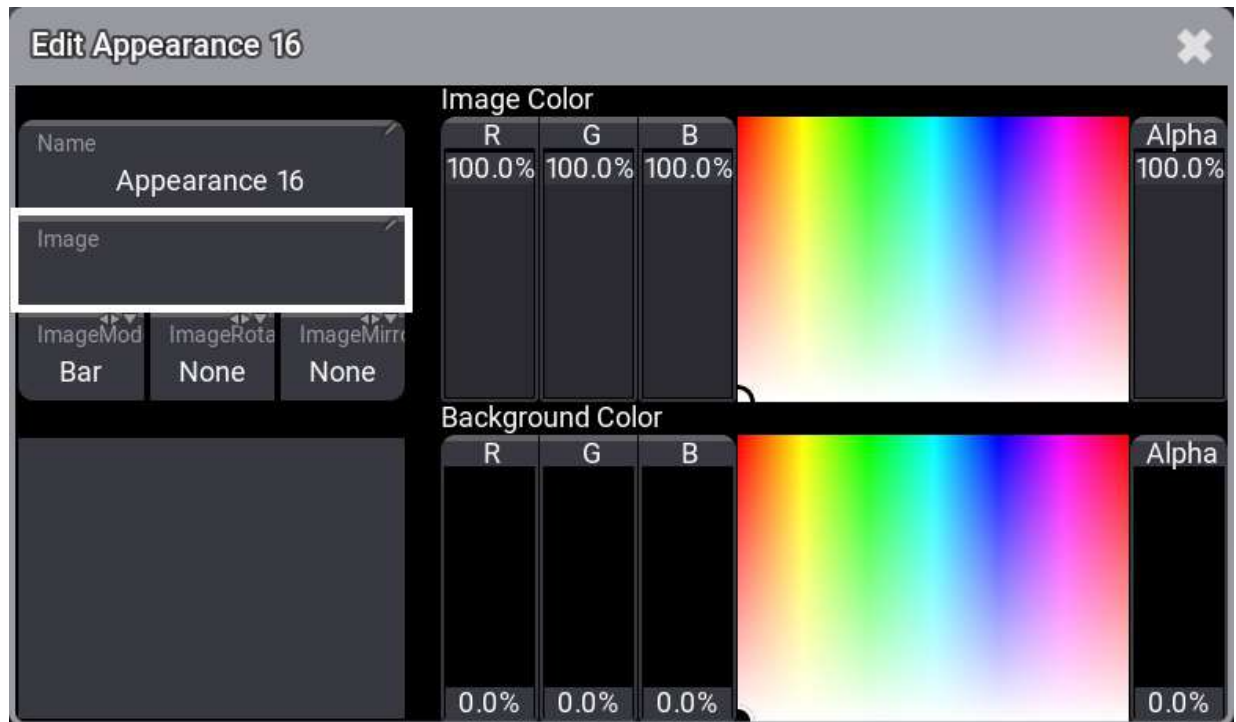 Edit Appearance 16
Name
Appearance 16
Image
ImageMod ImageRota ImageMirr
Bar None None
Image Color
R G B Alpha
100.0% 100.0% 100.0% 100.0%
Background Color
R G B Alpha
0.0% 0.0% 0.0% 0.0%